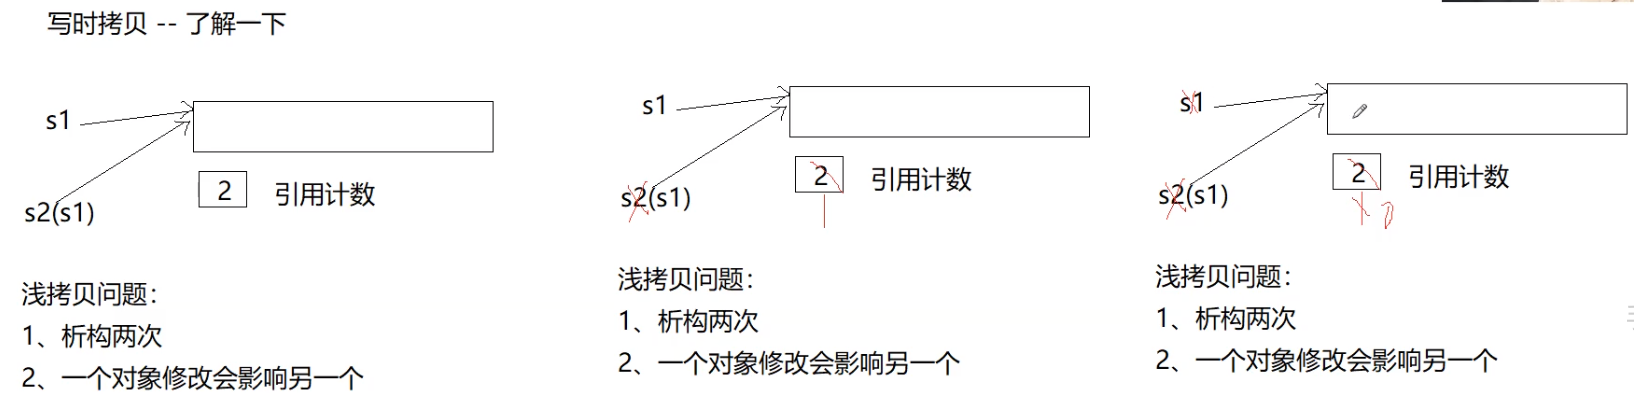 写时拷贝 -- 了解一下
s1
2
引用计数
s2(s1)
浅拷贝问题：
1、析构两次
2、一个对象修改会影响另一个
s1
2
引用计数
1
s2(s1)
浅拷贝问题：
1、析构两次
2、一个对象修改会影响另一个
s1
2
引用计数
1 0
s2(s1)
浅拷贝问题：
1、析构两次
2、一个对象修改会影响另一个